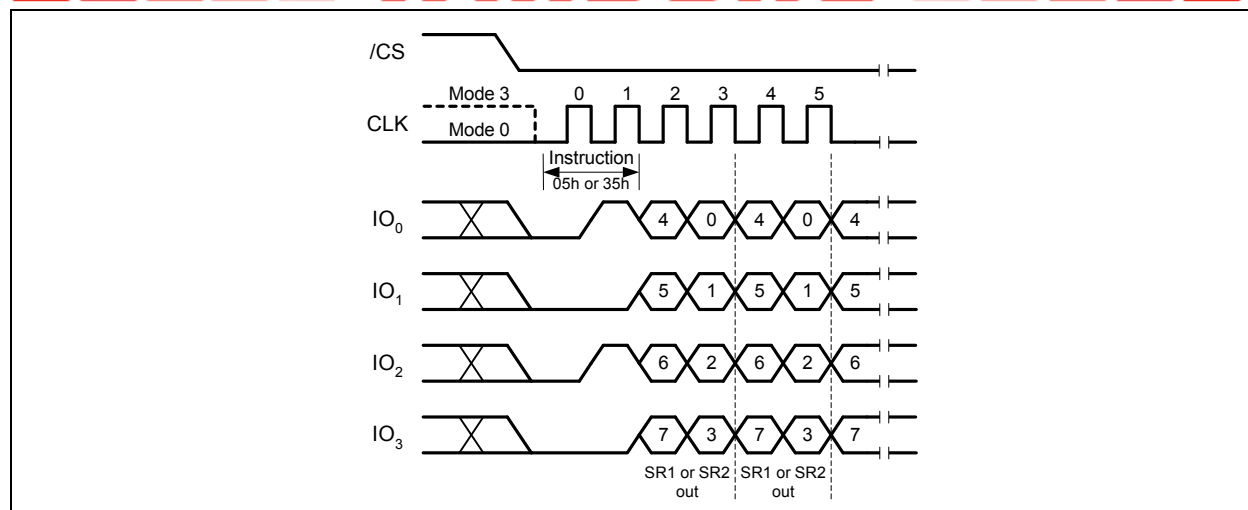 /CS
Mode 3 0 1 2 3 4 5
CLK Mode 0
Instruction
05h or 35h
IO0 4 0 4 0 4
IO1 5 1 5 1 5
IO2 6 2 6 2 6
IO3 7 3 7 3 7
SR1 or SR2 SR1 or SR2
out out